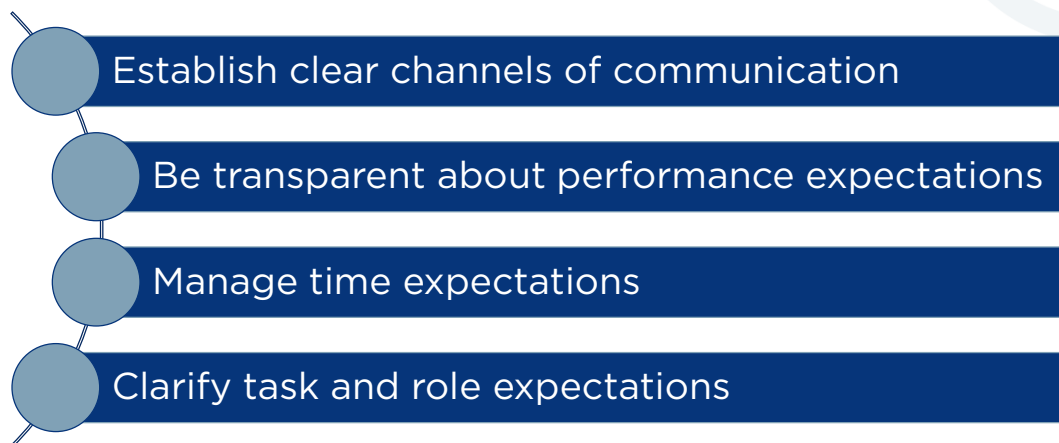 Establish clear channels of communication
Be transparent about performance expectations
Manage time expectations
Clarify task and role expectations